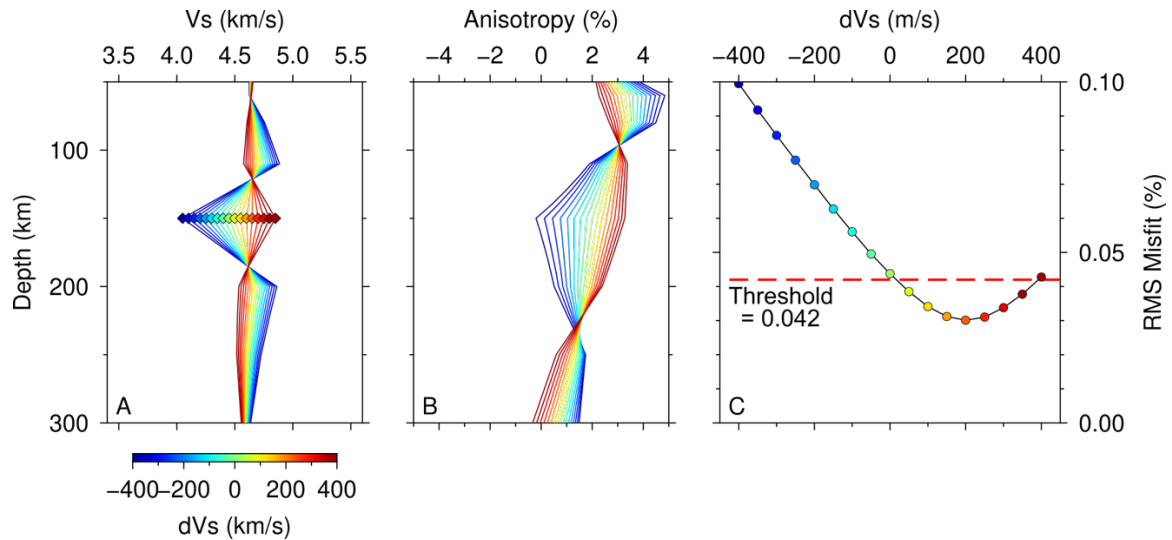 Vs (km/s)
3.5 4.0 4.5 5.0 5.5
Anisotropy (%)
−4 −2 0 2 4
dVs (m/s)
−400 −200 0 200 400
Depth (km)
100
200
300
A
B
C
Threshold
= 0.042
0.10
0.05
0.00
RMS Misfit (%)
−400 −200 0 200 400
dVs (km/s)